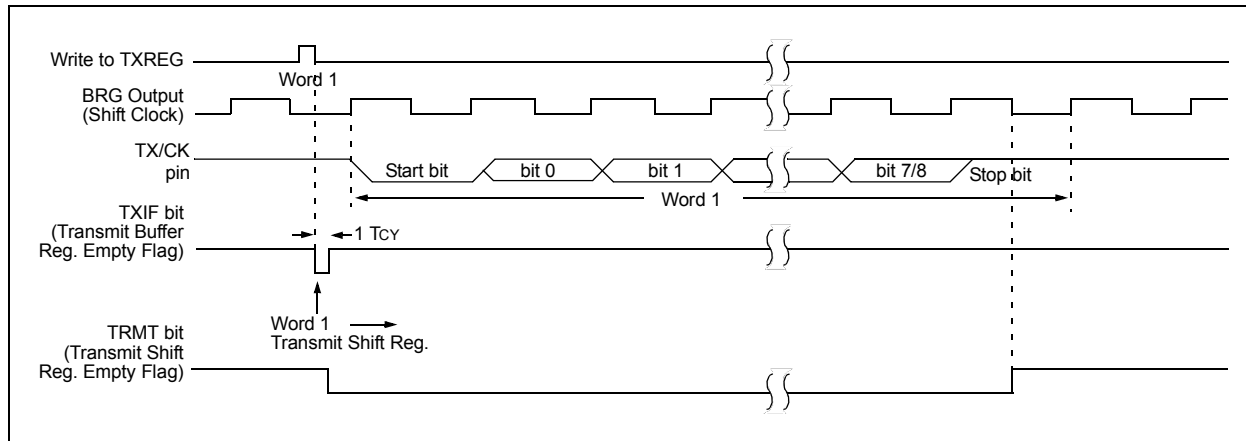 Write to TXREG
Word 1
BRG Output
(Shift Clock)
TX/CK
pin
Start bit
bit 0
bit 1
bit 7/8
Stop bit
Word 1
TXIF bit
(Transmit Buffer
Reg. Empty Flag)
1 TCY
Word 1
Transmit Shift Reg.
TRMT bit
(Transmit Shift
Reg. Empty Flag)